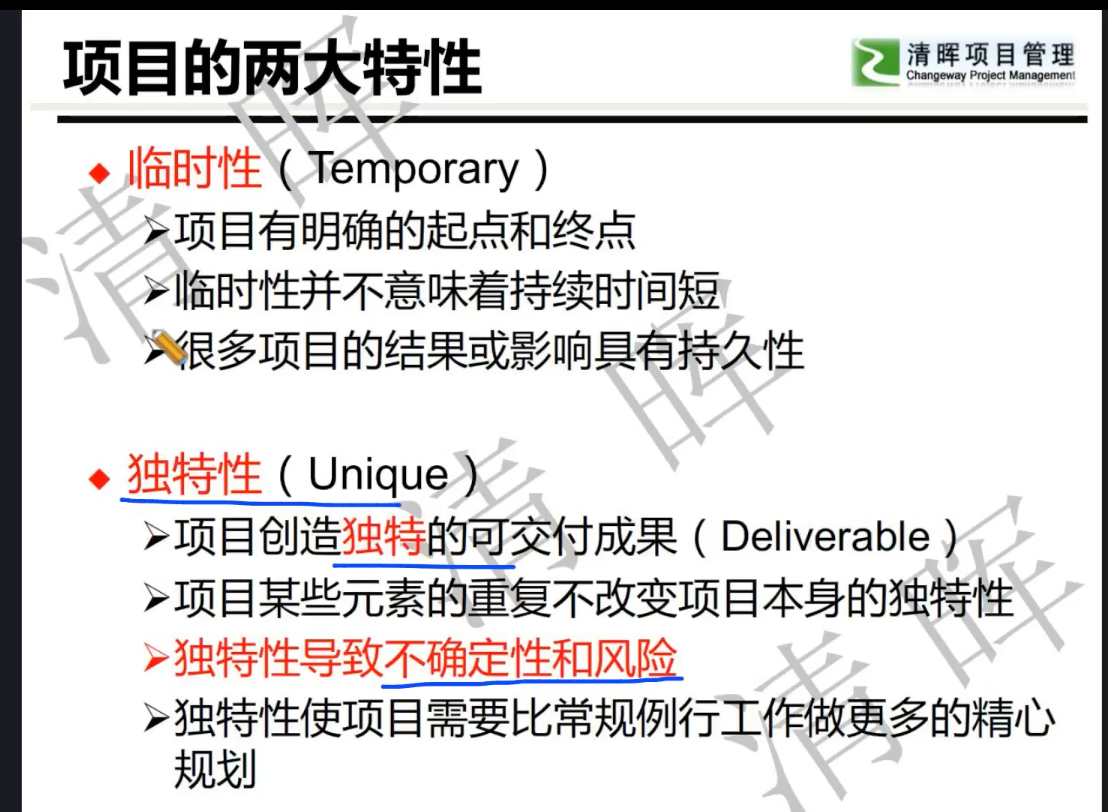 项目的两大特性
清晖项目管理
Changeway Project Management
临时性（Temporary）
项目有明确的起点和终点
临时性并不意味着持续时间短
很多项目的结果或影响具有持久性
独特性（Unique）
项目创造独特的可交付成果（Deliverable）
项目某些元素的重复不改变项目本身的独特性
独特性导致不确定性和风险
独特性使项目需要比常规例行工作做更多的精心
规划
清晖
清晖
清晖